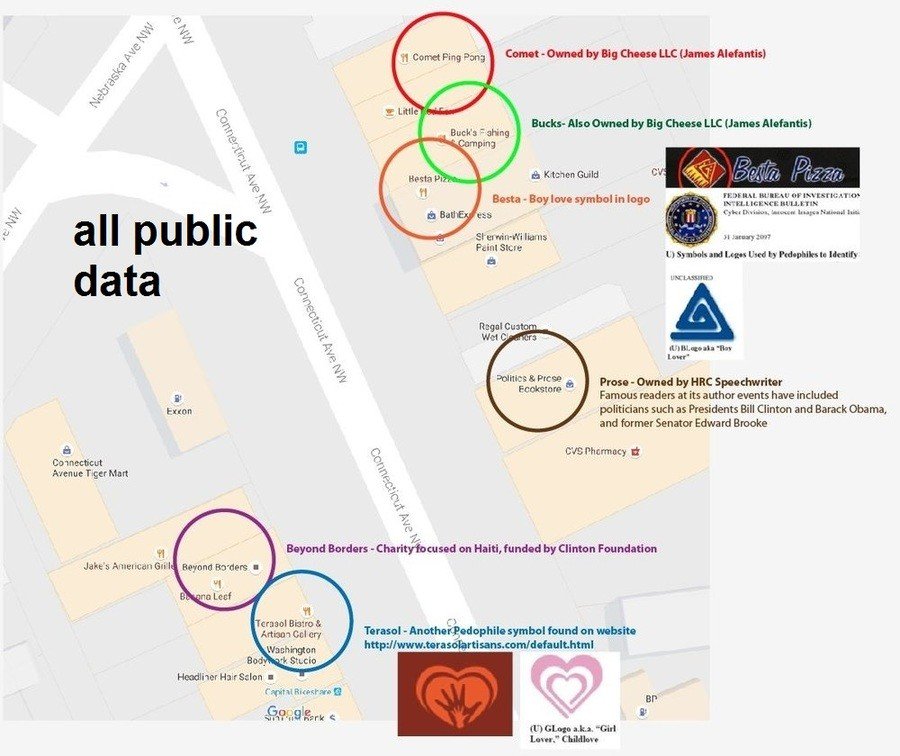 Nebraska Ave NW
Connecticut Ave NW
Comet Ping Pong
Comet - Owned by Big Cheese LLC (James Alefantis)
Little
Buck's Fishing
& Camping
Bucks- Also Owned by Big Cheese LLC (James Alefantis)
Kitchen Guild
CVS
Besta Pizza
Besta - Boy love symbol in logo
BathExpress
Sherwin-Williams
Paint Store
Besta Pizza
FEDERAL BUREAU OF INVESTIGATION
INTELLIGENCE BULLETIN
Cyber Division, Innocent Images National Initi
31 January 2007
U) Symbols and Logos Used by Pedophiles to Identify
UNCLASSIFIED
(U) BLogo aka "Boy
Lover"
all public
data
Connecticut Ave NW
Regal Custom
Wet Cleaners
Politics & Prose
Bookstore
Prose - Owned by HRC Speechwriter
Famous readers at its author events have included
politicians such as Presidents Bill Clinton and Barack Obama,
and former Senator Edward Brooke
Exxon
CVS Pharmacy
Connecticut
Avenue Tiger Mart
Connecticut Ave NW
Beyond Borders - Charity focused on Haiti, funded by Clinton Foundation
Jake's American Grille
Beyond Borders
Banana Leaf
Terasol Bistro &
Artisan Gallery
Terasol - Another Pedophile symbol found on website
http://www.terasolartisans.com/default.html
Washington
Bodywork Studio
Headliner Hair Salon
Capital Bikeshare
Google
BP
(U) GLogo a.k.a. "Girl
Lover," Childlove